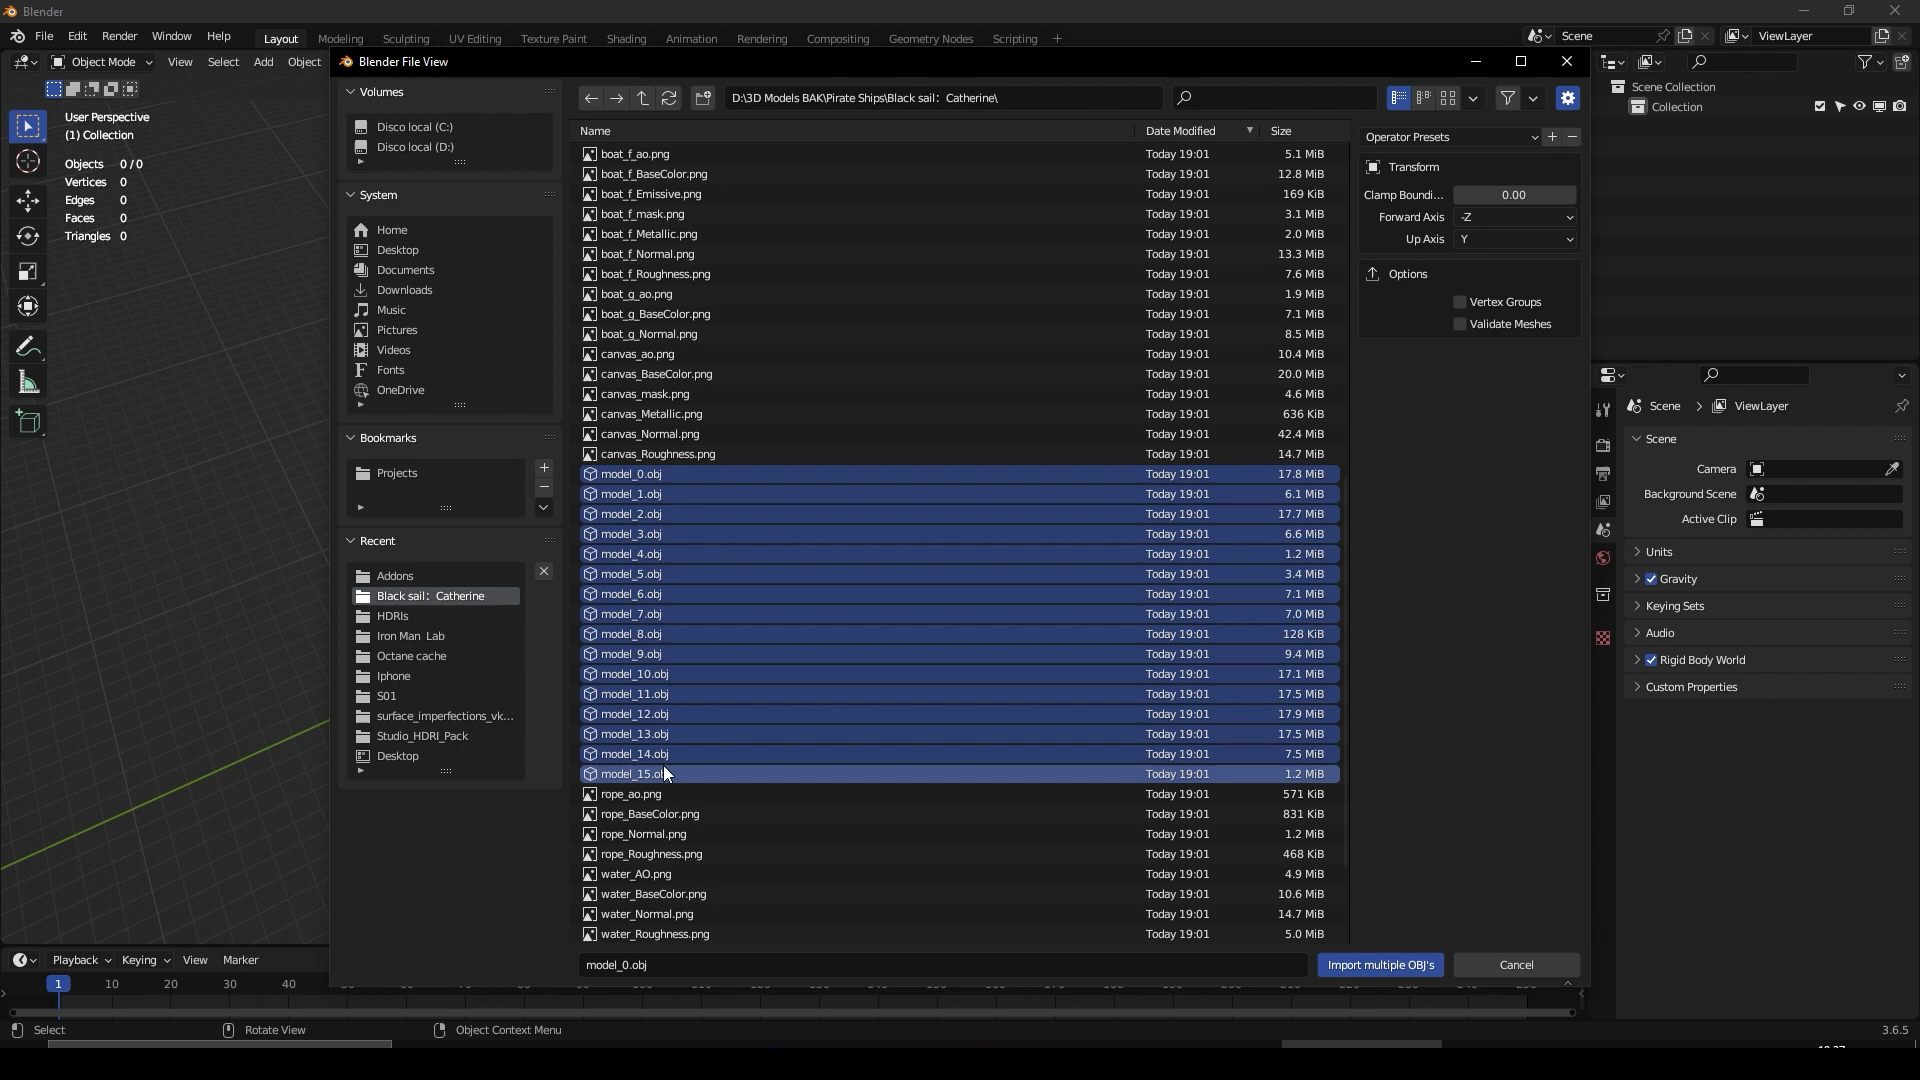 Blender
File Edit Render Window Help Layout Modeling Sculpting UV Editing Texture Paint Shading Animation Rendering Compositing Geometry Nodes Scripting + Scene ViewLayer
Object Mode View Select Add Object
Blender File View
User Perspective
(1) Collection
Objects 0/0
Vertices 0
Edges 0
Faces 0
Triangles 0
Volumes
Disco local (C:)
Disco local (D:)
System
Home
Desktop
Documents
Downloads
Music
Pictures
Videos
Fonts
OneDrive
Bookmarks
Projects
Recent
Addons
Black sail: Catherine
HDRIs
Iron Man Lab
Octane cache
Iphone
S01
surface_imperfections_vk...
Studio_HDRI_Pack
Desktop
D:\3D Models BAK\Pirate Ships\Black sail: Catherine\
Name Date Modified Size
boat_f_ao.png Today 19:01 5.1 MiB
boat_f_BaseColor.png Today 19:01 12.8 MiB
boat_f_Emissive.png Today 19:01 169 KiB
boat_f_mask.png Today 19:01 3.1 MiB
boat_f_Metallic.png Today 19:01 2.0 MiB
boat_f_Normal.png Today 19:01 13.3 MiB
boat_f_Roughness.png Today 19:01 7.6 MiB
boat_g_ao.png Today 19:01 1.9 MiB
boat_g_BaseColor.png Today 19:01 7.1 MiB
boat_g_Normal.png Today 19:01 8.5 MiB
canvas_ao.png Today 19:01 10.4 MiB
canvas_BaseColor.png Today 19:01 20.0 MiB
canvas_mask.png Today 19:01 4.6 MiB
canvas_Metallic.png Today 19:01 636 KiB
canvas_Normal.png Today 19:01 42.4 MiB
canvas_Roughness.png Today 19:01 14.7 MiB
model_0.obj Today 19:01 17.8 MiB
model_1.obj Today 19:01 6.1 MiB
model_2.obj Today 19:01 17.7 MiB
model_3.obj Today 19:01 6.6 MiB
model_4.obj Today 19:01 1.2 MiB
model_5.obj Today 19:01 3.4 MiB
model_6.obj Today 19:01 7.1 MiB
model_7.obj Today 19:01 7.0 MiB
model_8.obj Today 19:01 128 KiB
model_9.obj Today 19:01 9.4 MiB
model_10.obj Today 19:01 17.1 MiB
model_11.obj Today 19:01 17.5 MiB
model_12.obj Today 19:01 17.9 MiB
model_13.obj Today 19:01 17.5 MiB
model_14.obj Today 19:01 7.5 MiB
model_15.obj Today 19:01 1.2 MiB
rope_ao.png Today 19:01 571 KiB
rope_BaseColor.png Today 19:01 831 KiB
rope_Normal.png Today 19:01 1.2 MiB
rope_Roughness.png Today 19:01 468 KiB
water_AO.png Today 19:01 4.9 MiB
water_BaseColor.png Today 19:01 10.6 MiB
water_Normal.png Today 19:01 14.7 MiB
water_Roughness.png Today 19:01 5.0 MiB
model_0.obj Import multiple OBJ's Cancel
Operator Presets
Transform
Clamp Boundi... 0.00
Forward Axis -Z
Up Axis Y
Options
Vertex Groups
Validate Meshes
Scene Collection
Collection
Scene > ViewLayer
Scene
Camera
Background Scene
Active Clip
Units
Gravity
Keying Sets
Audio
Rigid Body World
Custom Properties
Playback Keying View Marker
1 10 20 30 40
Select Rotate View Object Context Menu 3.6.5